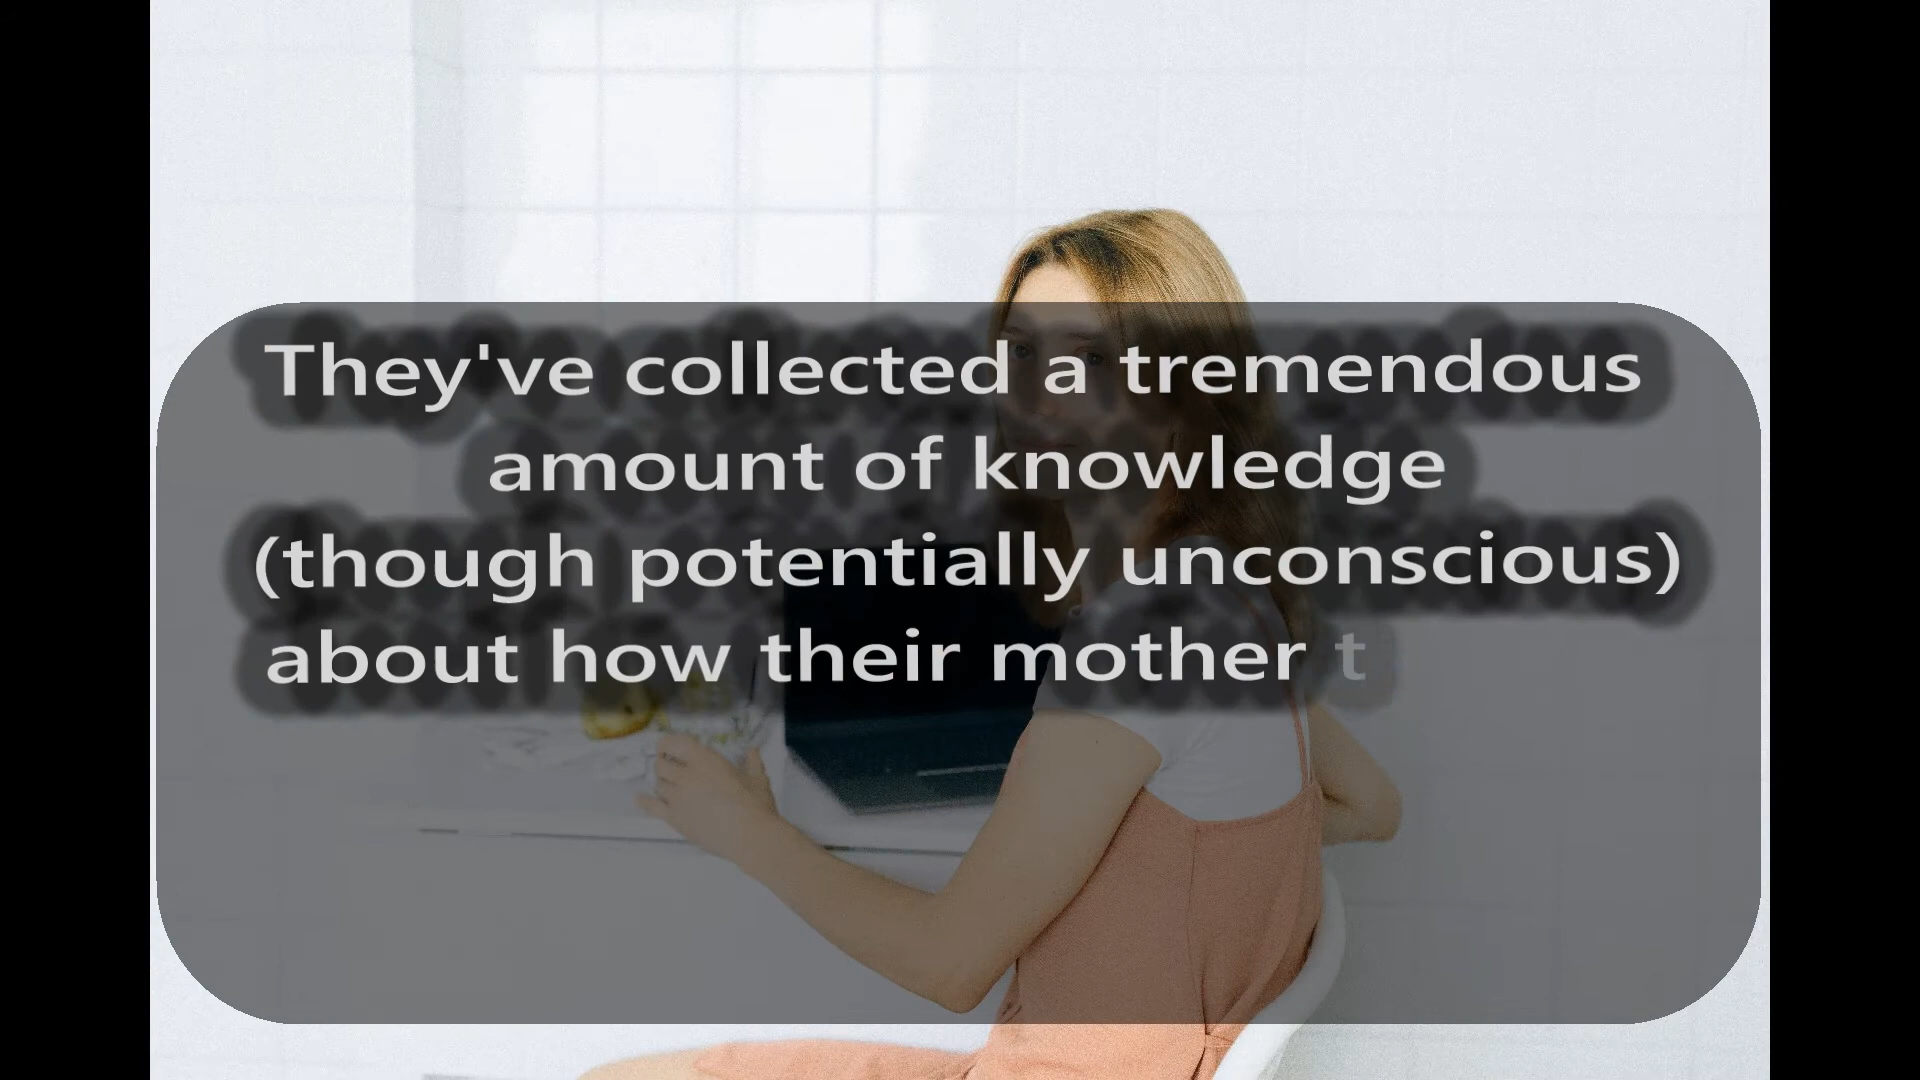 They've collected a tremendous
amount of knowledge
(though potentially unconscious)
about how their mother t